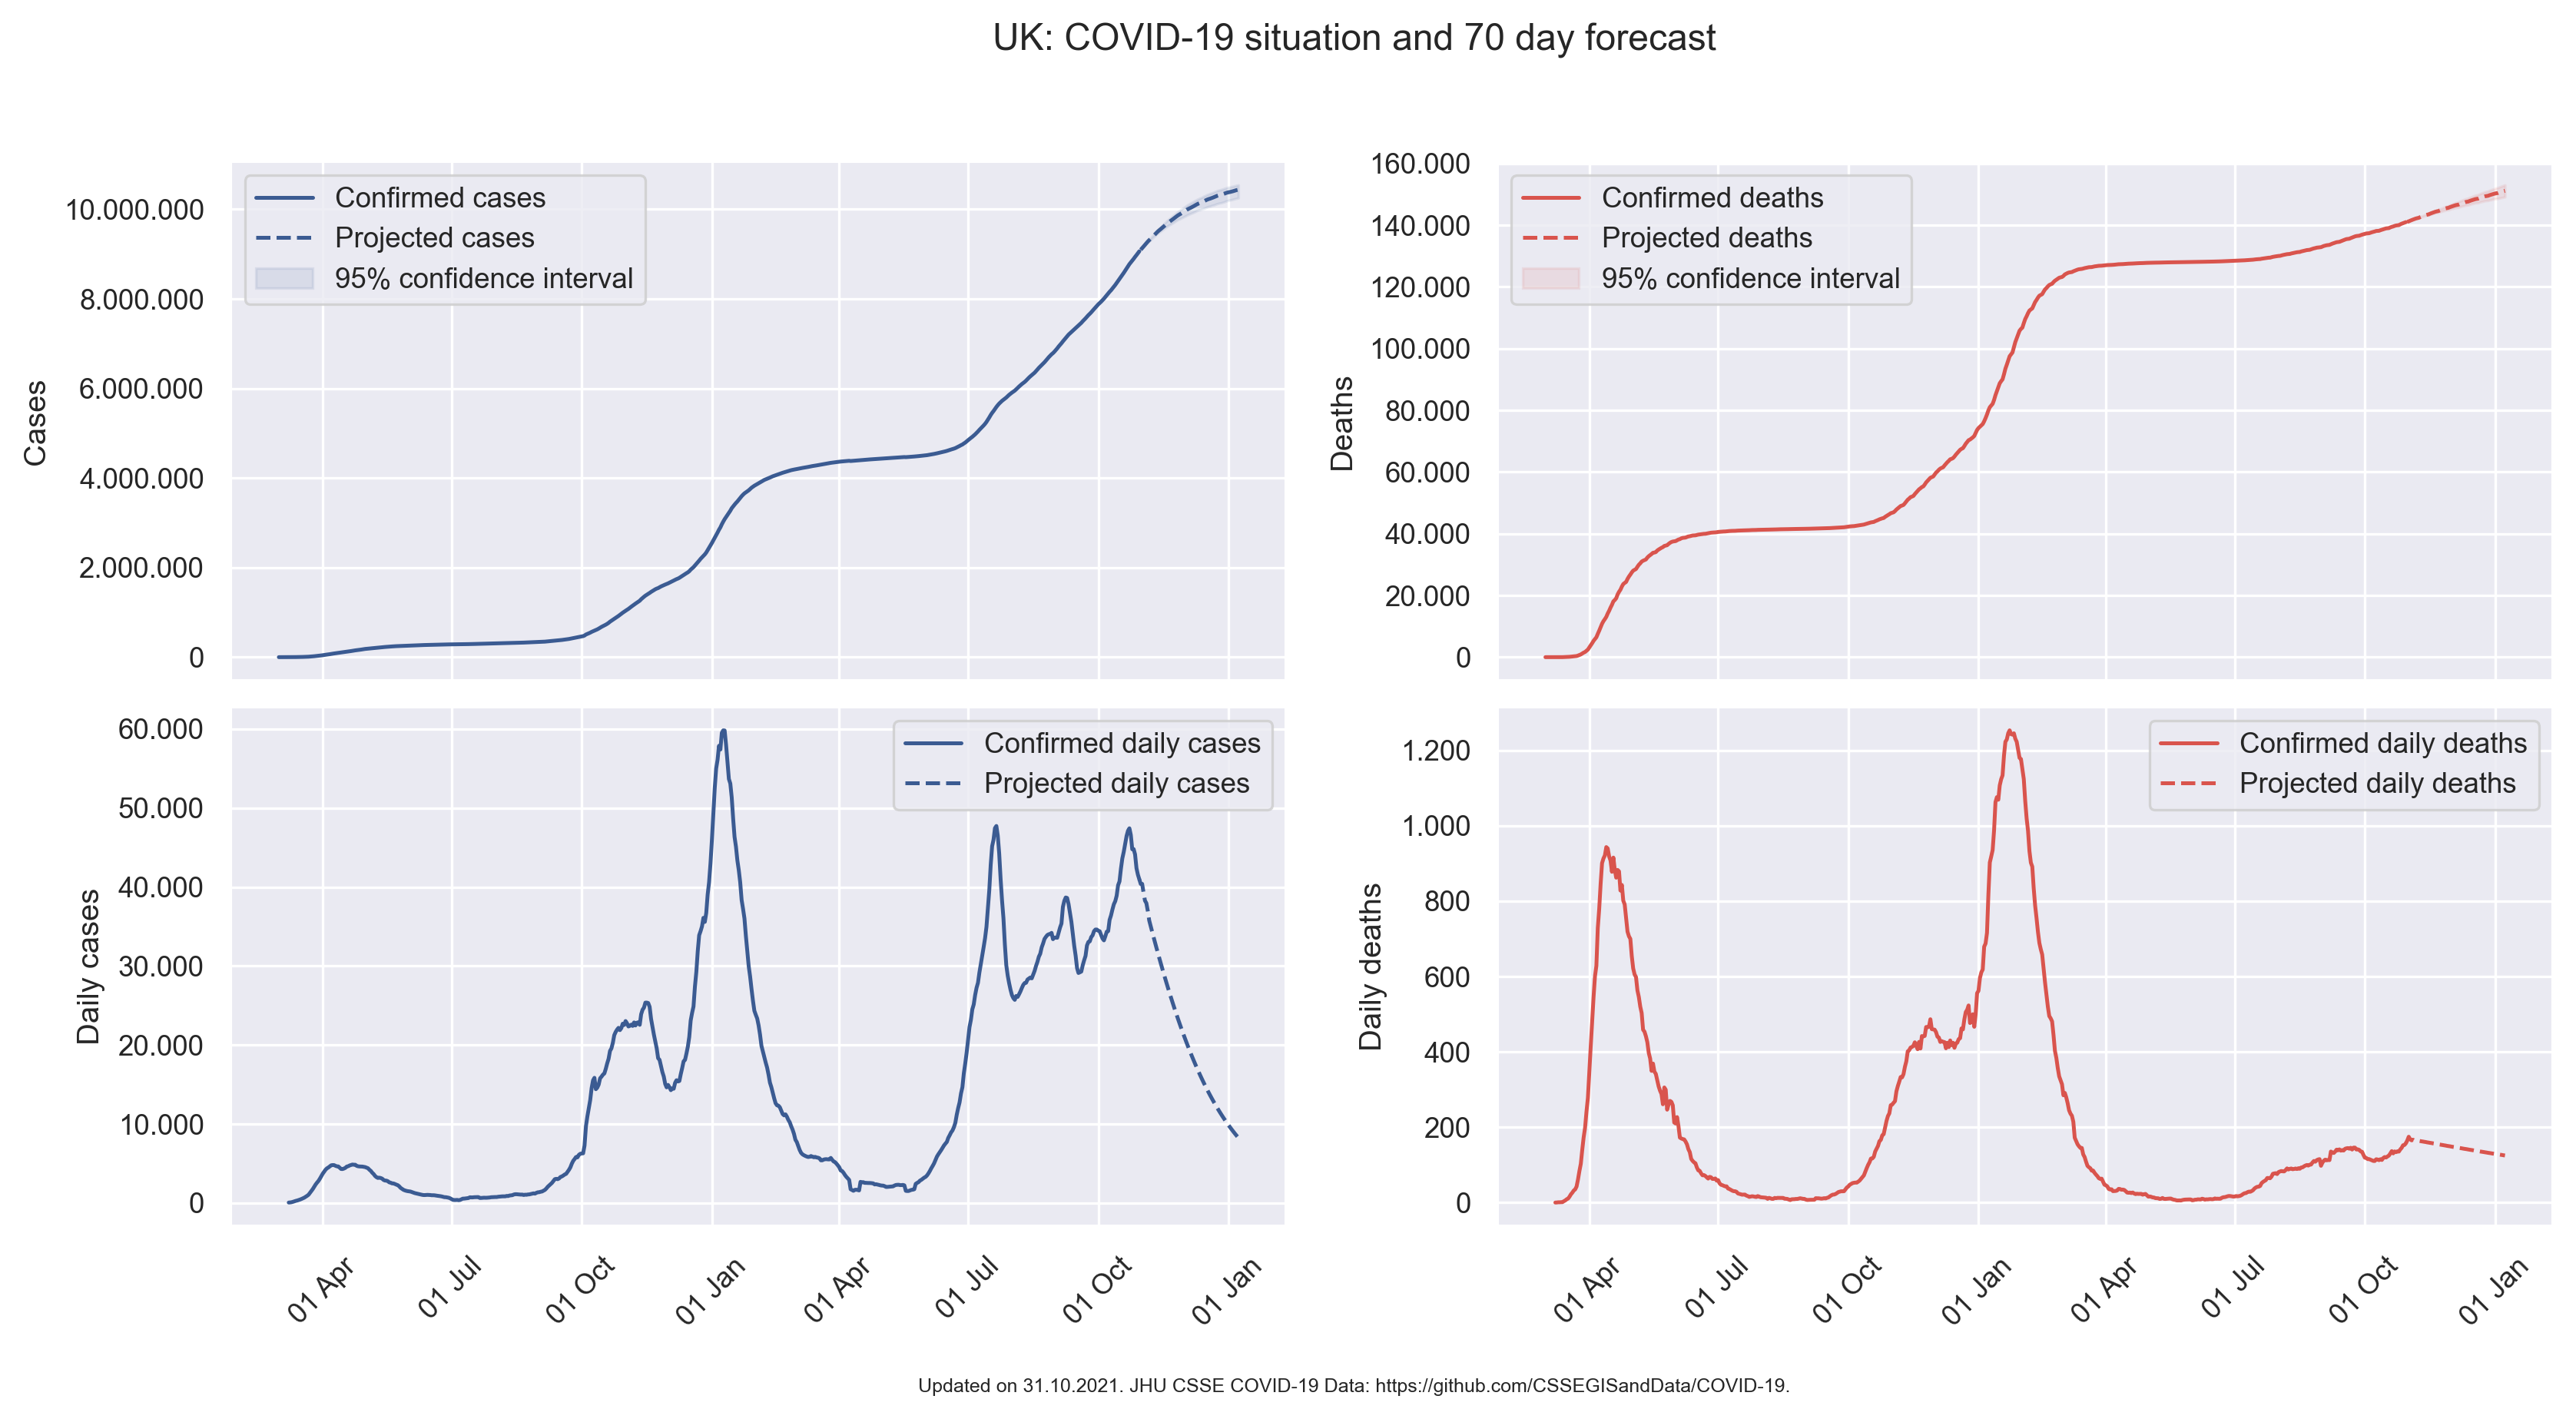 UK: COVID-19 situation and 70 day forecast
Confirmed cases
Projected cases
95% confidence interval
10.000.000
8.000.000
6.000.000
4.000.000
2.000.000
0
Cases
Confirmed deaths
Projected deaths
95% confidence interval
160.000
140.000
120.000
100.000
80.000
60.000
40.000
20.000
0
Deaths
Confirmed daily cases
Projected daily cases
60.000
50.000
40.000
30.000
20.000
10.000
0
Daily cases
01 Apr
01 Jul
01 Oct
01 Jan
01 Apr
01 Jul
01 Oct
01 Jan
Confirmed daily deaths
Projected daily deaths
1.200
1.000
800
600
400
200
0
Daily deaths
01 Apr
01 Jul
01 Oct
01 Jan
01 Apr
01 Jul
01 Oct
01 Jan
Updated on 31.10.2021. JHU CSSE COVID-19 Data: https://github.com/CSSEGISandData/COVID-19.